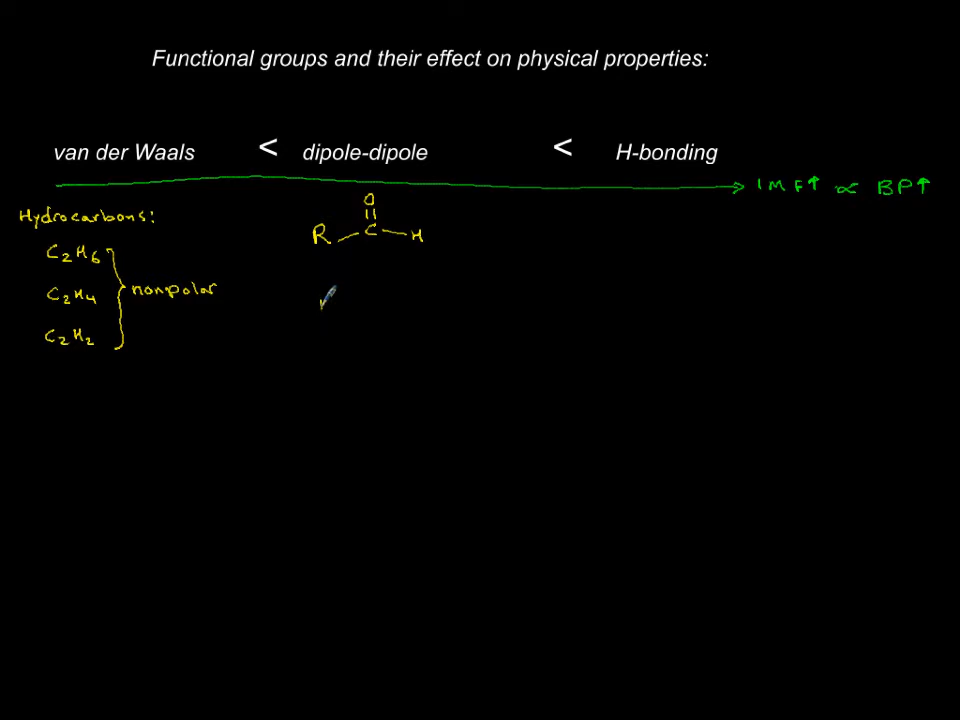 Functional groups and their effect on physical properties:
van der Waals < dipole-dipole < H-bonding
IMF↑ ∝ BP↑
Hydrocarbons:
C2H6
C2H4
C2H2
nonpolar
O
R C H